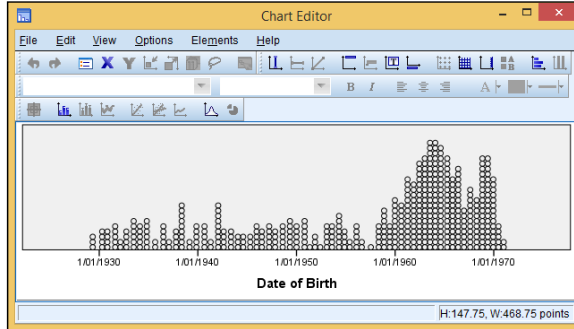 Chart Editor
File Edit View Options Elements Help
X Y
B I A
1/01/1930 1/01/1940 1/01/1950 1/01/1960 1/01/1970
Date of Birth
H:147.75, W:468.75 points